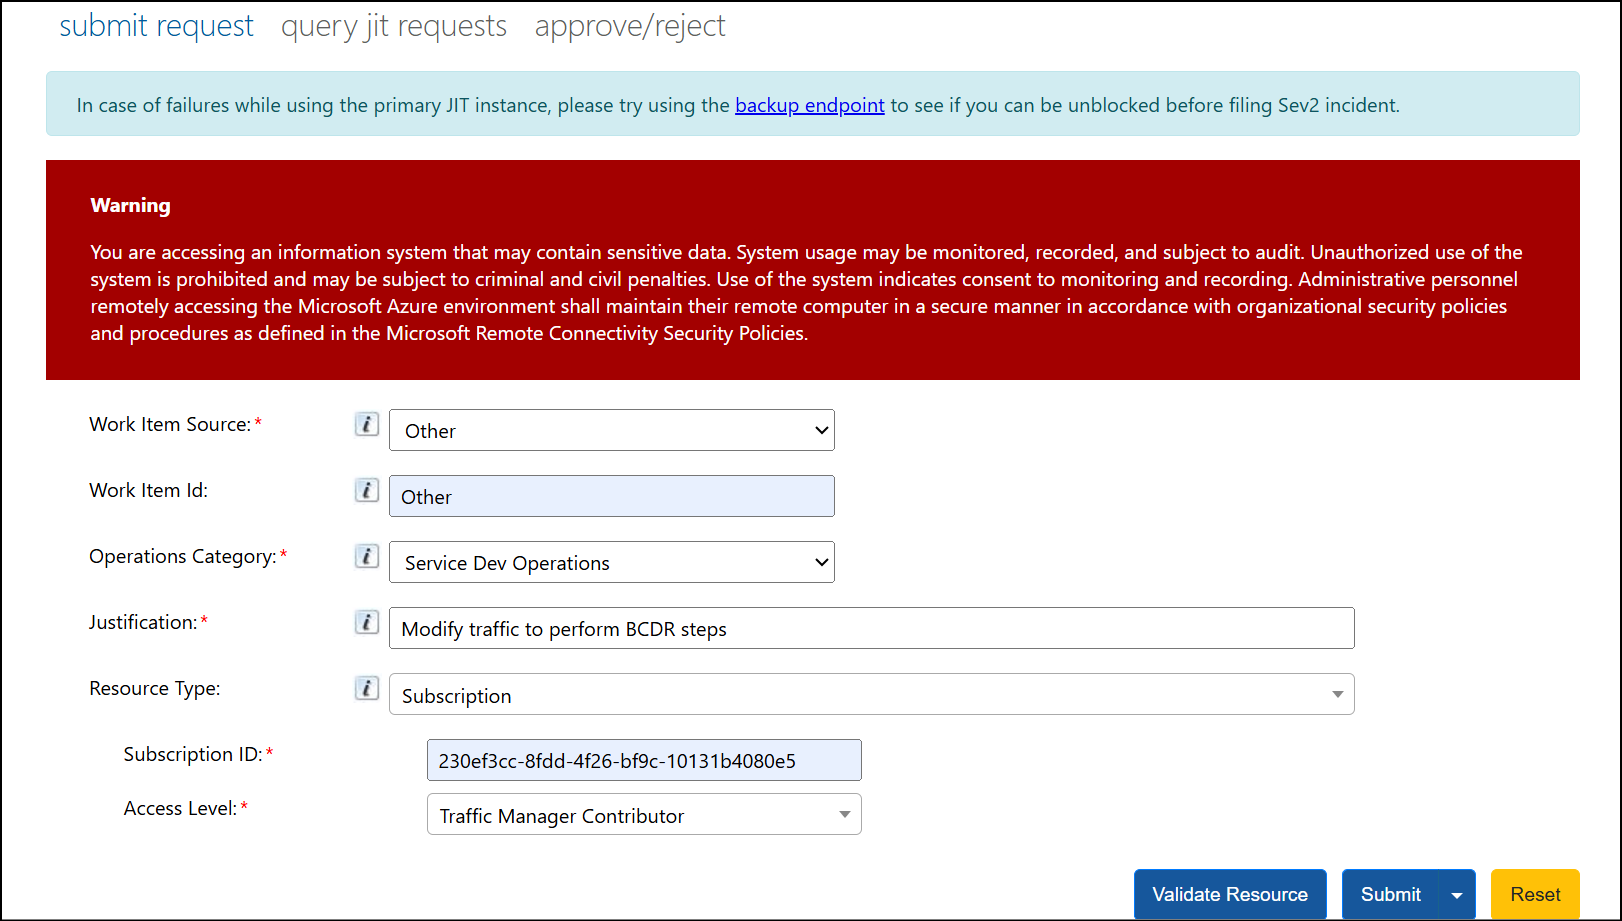 submit request query jit requests approve/reject
In case of failures while using the primary JIT instance, please try using the backup endpoint to see if you can be unblocked before filing Sev2 incident.
Warning
You are accessing an information system that may contain sensitive data. System usage may be monitored, recorded, and subject to audit. Unauthorized use of the
system is prohibited and may be subject to criminal and civil penalties. Use of the system indicates consent to monitoring and recording. Administrative personnel
remotely accessing the Microsoft Azure environment shall maintain their remote computer in a secure manner in accordance with organizational security policies
and procedures as defined in the Microsoft Remote Connectivity Security Policies.
Work Item Source:* i Other
Work Item Id: i Other
Operations Category:* i Service Dev Operations
Justification:* i Modify traffic to perform BCDR steps
Resource Type: i Subscription
Subscription ID:* 230ef3cc-8fdd-4f26-bf9c-10131b4080e5
Access Level:* Traffic Manager Contributor
Validate Resource Submit Reset